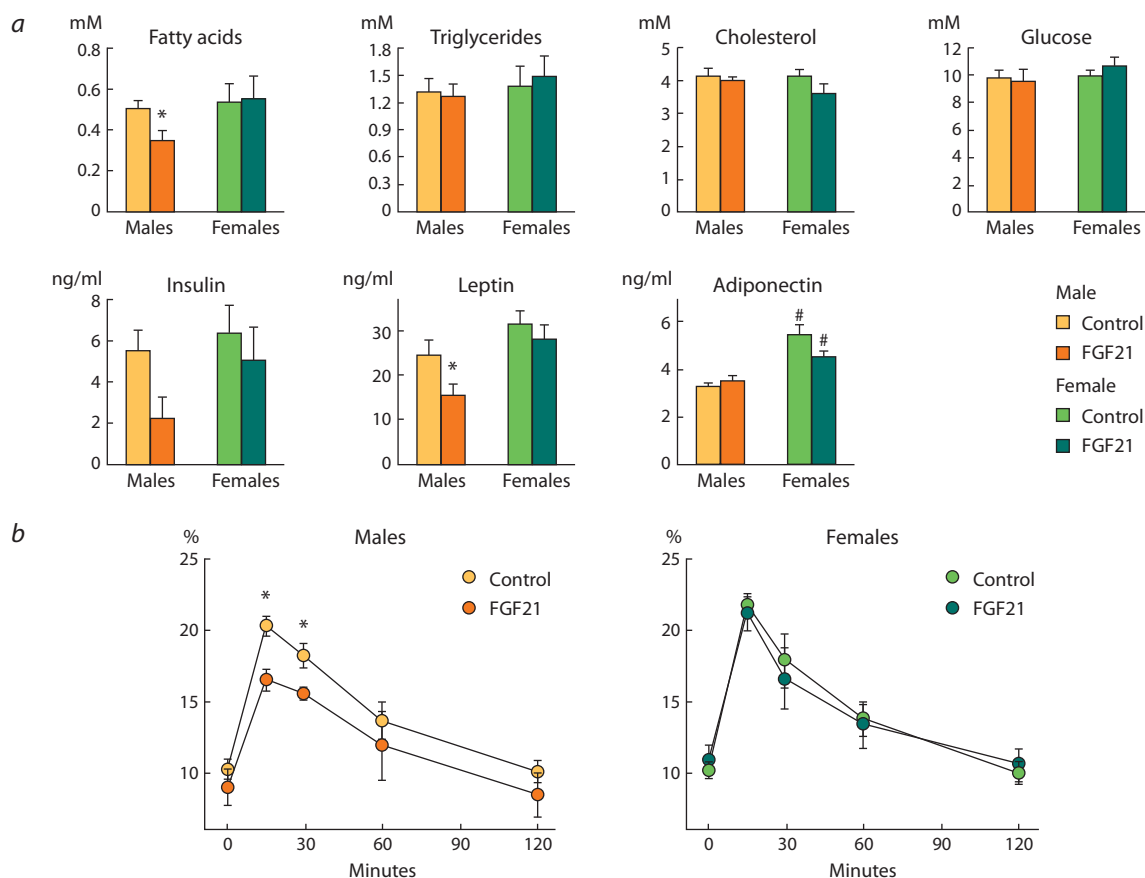 a
mM
Fatty acids
0.8
0.6
0.4
0.2
0
*
Males
Females
mM
Triglycerides
1.8
1.5
1.3
1.2
0.6
0.3
0
Males
Females
mM
Cholesterol
6
5
4
3
2
1
0
Males
Females
mM
Glucose
12
10
8
6
4
2
0
Males
Females
ng/ml
Insulin
8
6
4
2
0
Males
Females
ng/ml
Leptin
30
20
10
0
*
Males
Females
ng/ml
Adiponectin
6
4
2
0
#
#
Males
Females
Male
Control
FGF21
Female
Control
FGF21
b
%
Males
25
20
15
10
*
*
Control
FGF21
0
30
60
90
120
Minutes
%
Females
25
20
15
10
Control
FGF21
0
30
60
90
120
Minutes